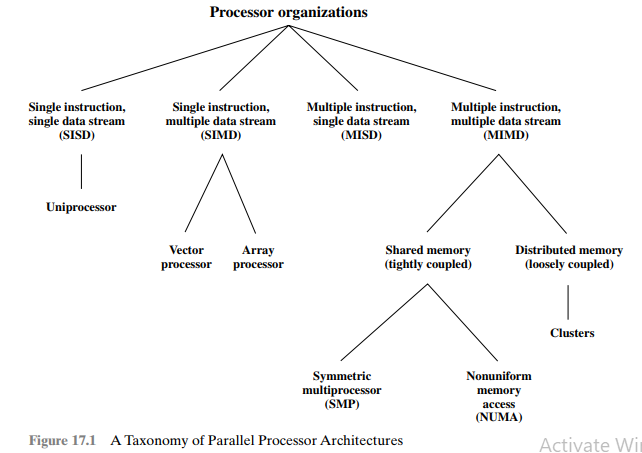 Processor organizations
Single instruction,
single data stream
(SISD)
Single instruction,
multiple data stream
(SIMD)
Multiple instruction,
single data stream
(MISD)
Multiple instruction,
multiple data stream
(MIMD)
Uniprocessor
Vector
processor
Array
processor
Shared memory
(tightly coupled)
Distributed memory
(loosely coupled)
Clusters
Symmetric
multiprocessor
(SMP)
Nonuniform
memory
access
(NUMA)
Figure 17.1 A Taxonomy of Parallel Processor Architectures
Activate Wi